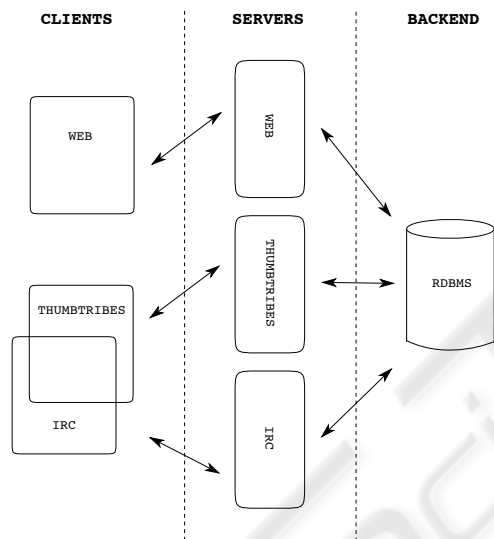 CLIENTS SERVERS BACKEND
WEB
WEB
THUMBTRIBES
THUMBTRIBES
RDBMS
IRC
IRC